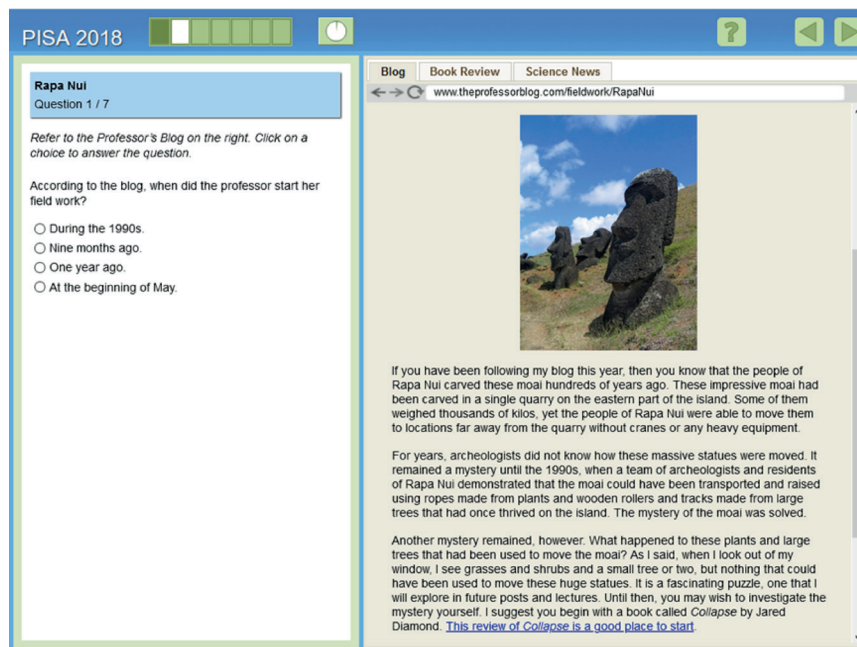 PISA 2018
?
Rapa Nui
Question 1 / 7
Refer to the Professor's Blog on the right. Click on a
choice to answer the question.
According to the blog, when did the professor start her
field work?
During the 1990s.
Nine months ago.
One year ago.
At the beginning of May.
Blog
Book Review
Science News
www.theprofessorblog.com/fieldwork/RapaNui
If you have been following my blog this year, then you know that the people of
Rapa Nui carved these moai hundreds of years ago. These impressive moai had
been carved in a single quarry on the eastern part of the island. Some of them
weighed thousands of kilos, yet the people of Rapa Nui were able to move them
to locations far away from the quarry without cranes or any heavy equipment.
For years, archeologists did not know how these massive statues were moved. It
remained a mystery until the 1990s, when a team of archeologists and residents
of Rapa Nui demonstrated that the moai could have been transported and raised
using ropes made from plants and wooden rollers and tracks made from large
trees that had once thrived on the island. The mystery of the moai was solved.
Another mystery remained, however. What happened to these plants and large
trees that had been used to move the moai? As I said, when I look out of my
window, I see grasses and shrubs and a small tree or two, but nothing that could
have been used to move these huge statues. It is a fascinating puzzle, one that I
will explore in future posts and lectures. Until then, you may wish to investigate the
mystery yourself. I suggest you begin with a book called Collapse by Jared
Diamond. This review of Collapse is a good place to start.